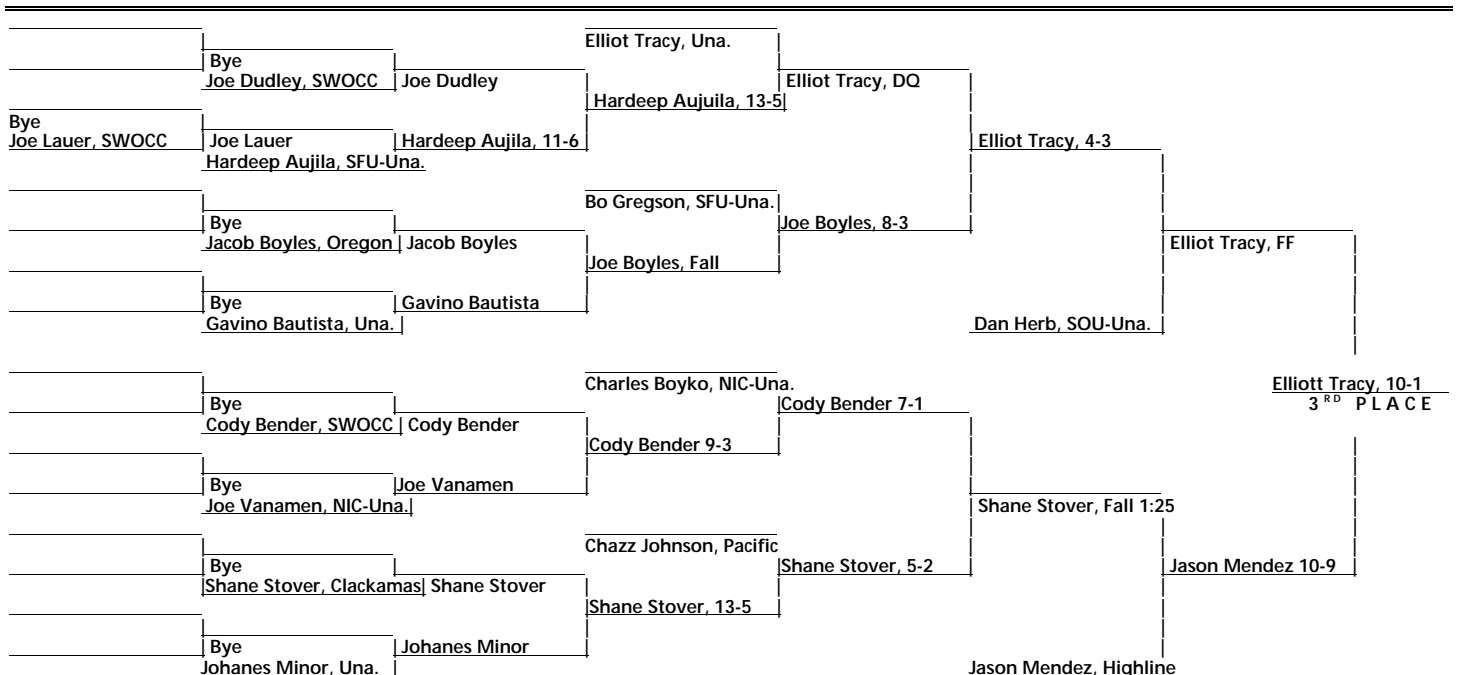 Elliot Tracy, Una.
Bye
Joe Dudley, SWOCC Joe Dudley Elliot Tracy, DQ
Hardeep Aujuila, 13-5
Bye
Joe Lauer, SWOCC Joe Lauer Hardeep Aujila, 11-6 Elliot Tracy, 4-3
Hardeep Aujila, SFU-Una.
Bo Gregson, SFU-Una.
Bye Joe Boyles, 8-3
Jacob Boyles, Oregon Jacob Boyles Elliot Tracy, FF
Joe Boyles, Fall
Bye Gavino Bautista
Gavino Bautista, Una. Dan Herb, SOU-Una.
Charles Boyko, NIC-Una. Elliott Tracy, 10-1
Bye Cody Bender 7-1 3RD PLACE
Cody Bender, SWOCC Cody Bender
Cody Bender 9-3
Bye Joe Vanamen
Joe Vanamen, NIC-Una. Shane Stover, Fall 1:25
Chazz Johnson, Pacific
Bye Shane Stover, 5-2 Jason Mendez 10-9
Shane Stover, Clackamas Shane Stover
Shane Stover, 13-5
Bye Johanes Minor
Johanes Minor, Una. Jason Mendez, Highline